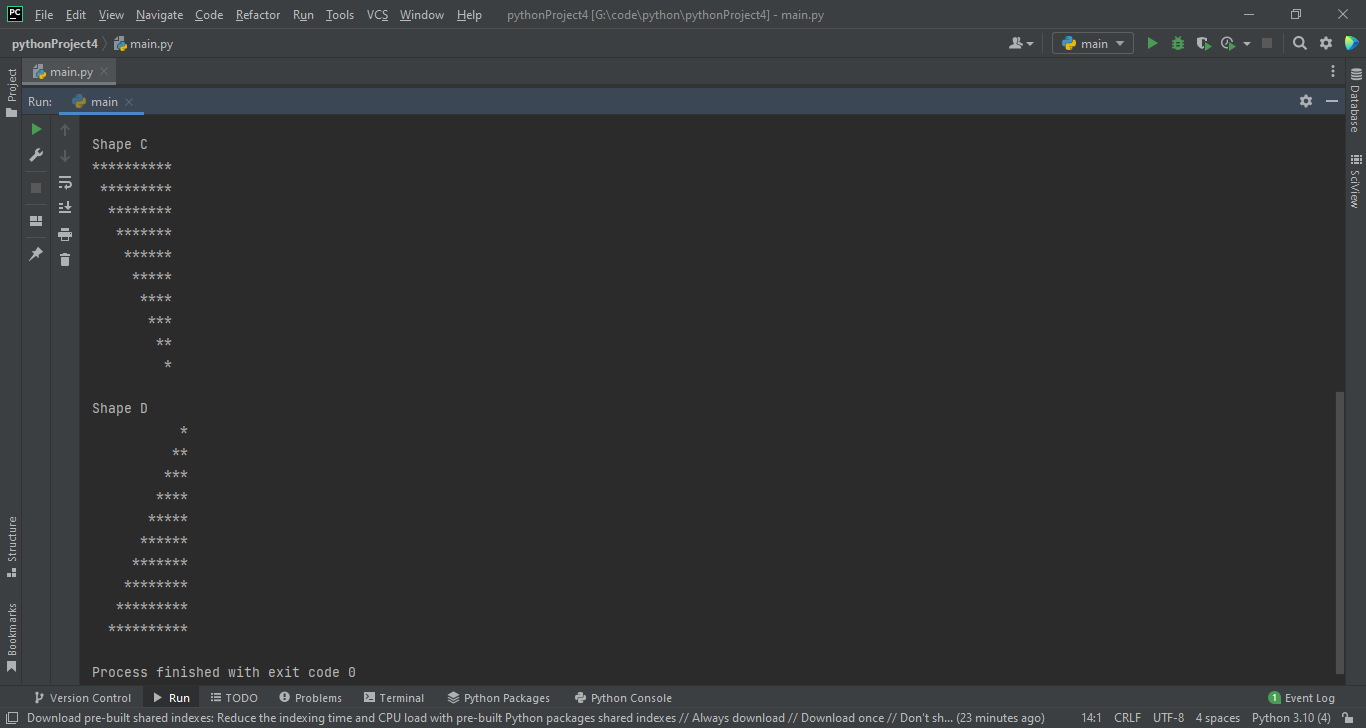 PC File Edit View Navigate Code Refactor Run Tools VCS Window Help pythonProject4 [G:\code\python\pythonProject4] - main.py
pythonProject4 main.py main
Project
main.py
Database
SciView
Run: main
Shape C
**********
 *********
  ********
   *******
    ******
     *****
      ****
       ***
        **
         *
Shape D
           *
          **
         ***
        ****
       *****
      ******
     *******
    ********
   *********
  **********
Process finished with exit code 0
Structure
Bookmarks
Version Control Run TODO Problems Terminal Python Packages Python Console 1 Event Log
Download pre-built shared indexes: Reduce the indexing time and CPU load with pre-built Python packages shared indexes // Always download // Download once // Don't sh... (23 minutes ago) 14:1 CRLF UTF-8 4 spaces Python 3.10 (4)